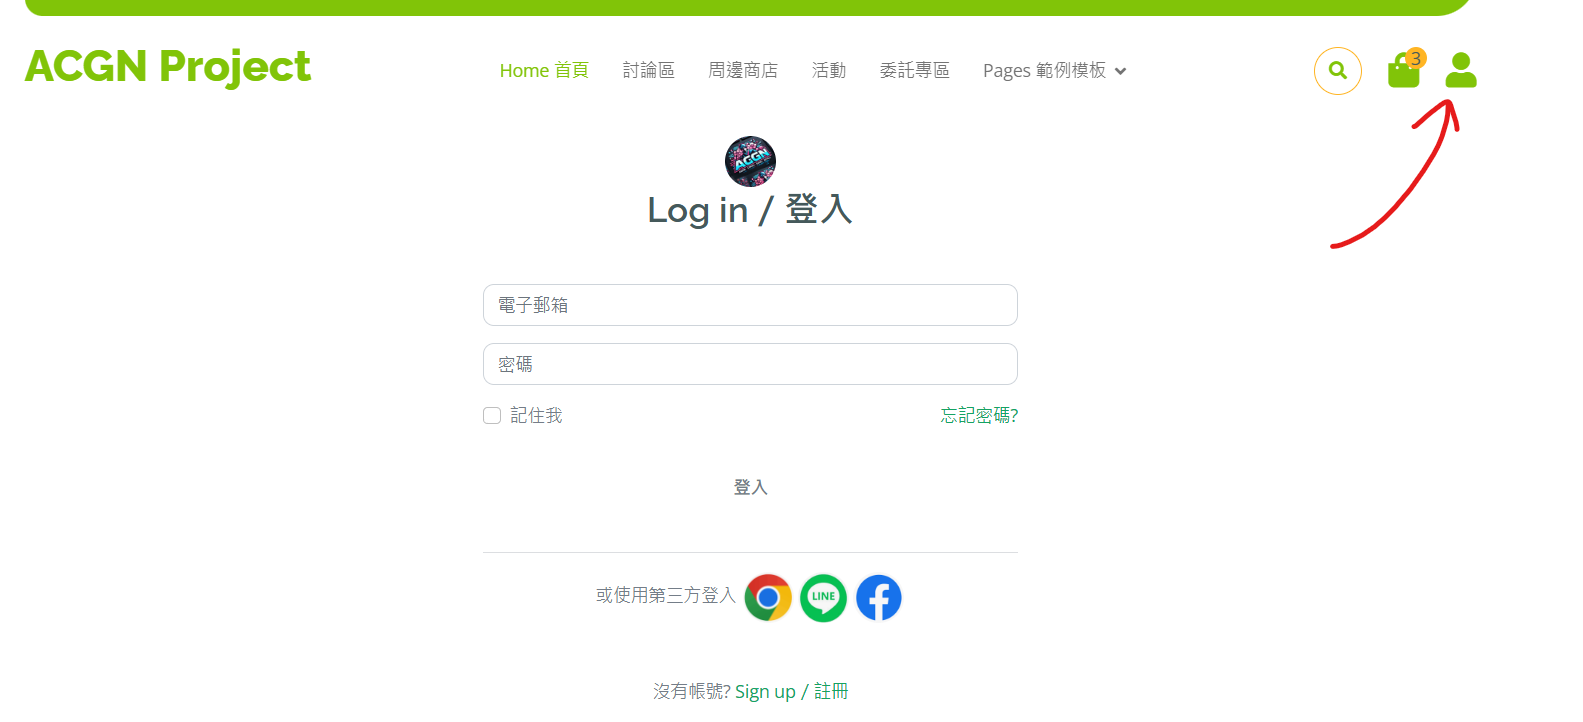 ACGN Project
Home 首頁 討論區 周邊商店 活動 委託專區 Pages 範例模板
3
ACGN
Log in / 登入
電子郵箱
密碼
記住我 忘記密碼?
登入
或使用第三方登入 LINE
沒有帳號? Sign up / 註冊